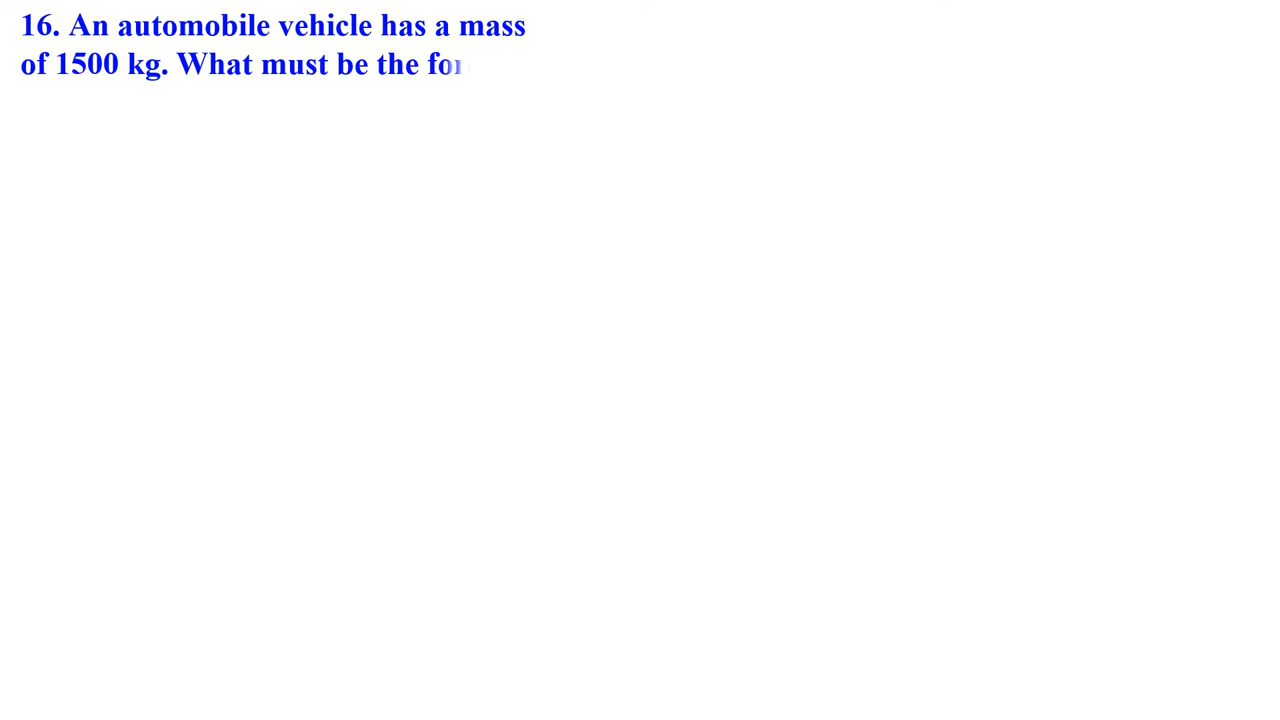 16. An automobile vehicle has a mass
of 1500 kg. What must be the